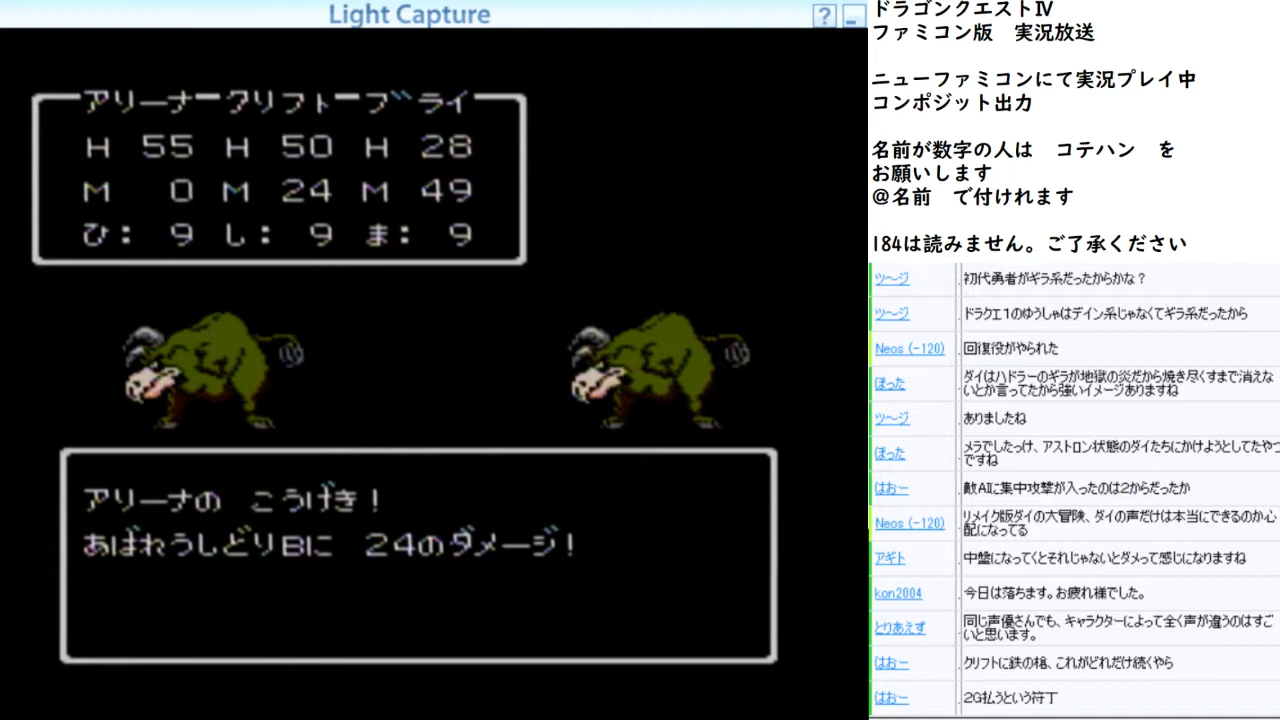 Light Capture
?
アリーナ クリフト ブライ
H 55 H 50 H 28
M 0 M 24 M 49
ひ: 9 し: 9 ま: 9
アリーナの こうげき!
あばれうしどりBに 24のダメージ!
ドラゴンクエストⅣ
ファミコン版 実況放送
ニューファミコンにて実況プレイ中
コンポジット出力
名前が数字の人は コテハン を
お願いします
@名前 で付けれます
184は読みません。ご了承ください
ツ〜ジ 初代勇者がギラ系だったからかな?
ツ〜ジ ドラクエ1のゆうしゃはデイン系じゃなくてギラ系だったから
Neos (-120) 回復役がやられた
ぽった ダイはハドラーのギラが地獄の炎だから焼き尽くすまで消えな
いとか言ってたから強いイメージありますね
ツ〜ジ ありましたね
ぽった メラでしたっけ、アストロン状態のダイたちにかけようとしてたやつ
ですね
はおー 敵AIに集中攻撃が入ったのは2からだったか
Neos (-120) リメイク版ダイの大冒険、ダイの声だけは本当にできるのか心
配になってる
アギト 中盤になってくとそれじゃないとダメって感じになりますね
kon2004 今日は落ちます。お疲れ様でした。
とりあえず 同じ声優さんでも、キャラクターによって全く声が違うのはすご
いと思います。
はおー クリフトに鉄の槍、これがどれだけ続くやら
はおー 2G払うという符丁